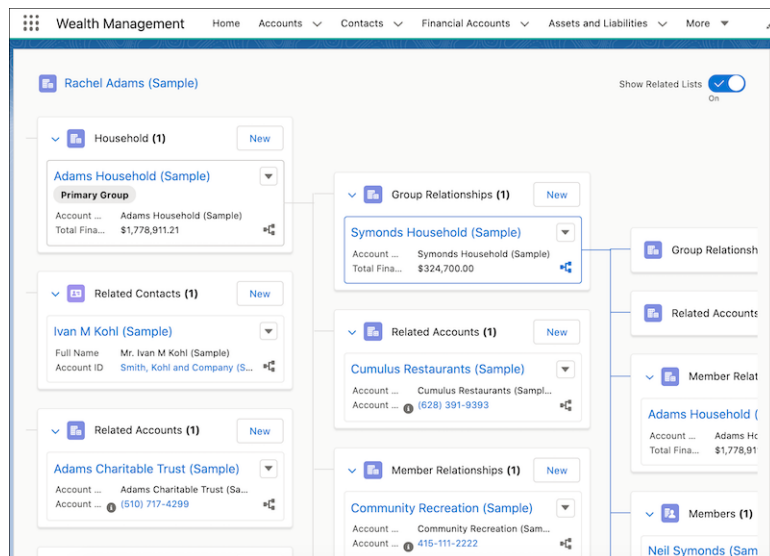 Wealth Management Home Accounts Contacts Financial Accounts Assets and Liabilities More
Rachel Adams (Sample)
Show Related Lists
On
Household (1) New
Adams Household (Sample)
Primary Group
Account ... Adams Household (Sample)
Total Fina... $1,778,911.21
Related Contacts (1) New
Ivan M Kohl (Sample)
Full Name Mr. Ivan M Kohl (Sample)
Account ID Smith, Kohl and Company (S...
Related Accounts (1) New
Adams Charitable Trust (Sample)
Account ... Adams Charitable Trust (Sa...
Account ... (510) 717-4299
Group Relationships (1) New
Symonds Household (Sample)
Account ... Symonds Household (Sample)
Total Fina... $324,700.00
Related Accounts (1) New
Cumulus Restaurants (Sample)
Account ... Cumulus Restaurants (Sampl...
Account ... (628) 391-9393
Member Relationships (1) New
Community Recreation (Sample)
Account ... Community Recreation (Sam...
Account ... 415-111-2222
Group Relationsh
Related Accounts
Member Relat
Adams Household (
Account ... Adams Ho
Total Fina... $1,778,91
Members (1)
Neil Symonds (Sam